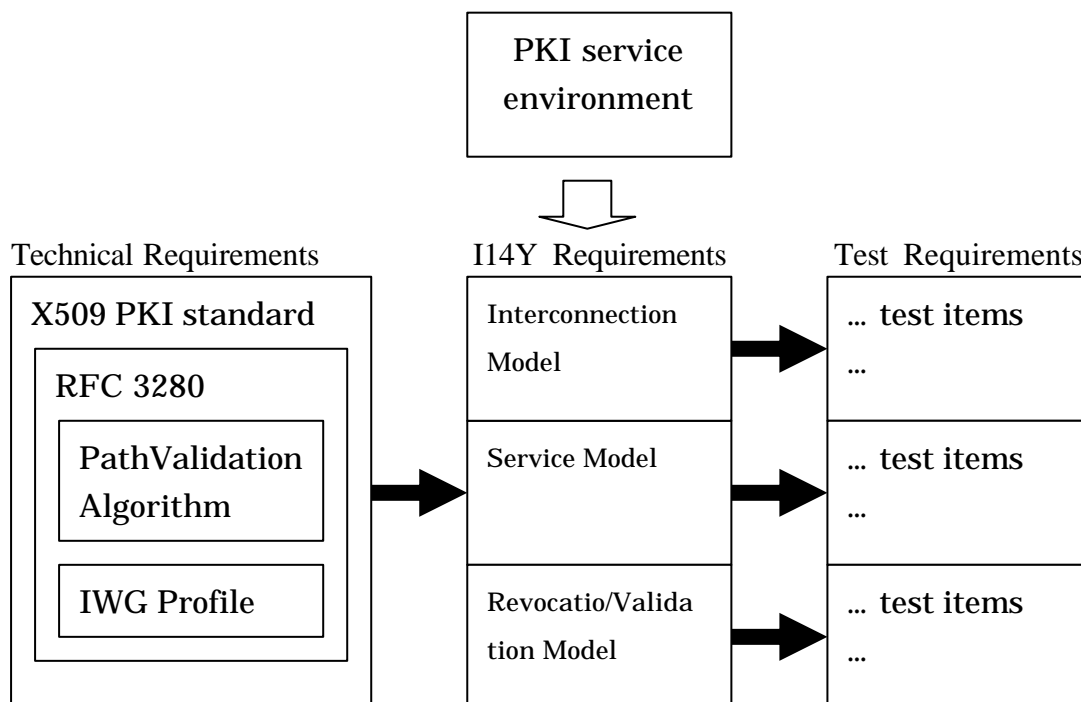 PKI service
environment
Technical Requirements
I14Y Requirements
Test Requirements
X509 PKI standard
RFC 3280
PathValidation
Algorithm
IWG Profile
Interconnection
Model
Service Model
Revocatio/Valida
tion Model
... test items
...
... test items
...
... test items
...